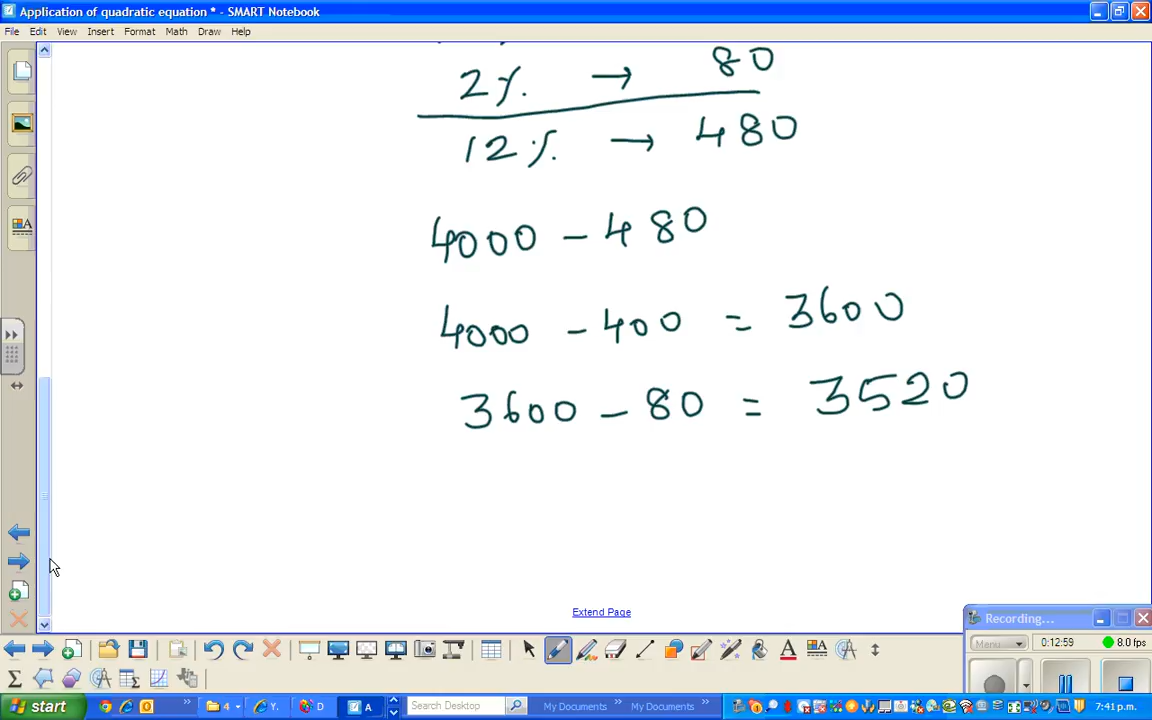 Application of quadratic equation * - SMART Notebook
File Edit View Insert Format Math Draw Help
2% → 80
12% → 480
4000 - 480
4000 - 400 = 3600
3600 - 80 = 3520
Extend Page
Recording...
Menu 0:12:59 8.0 fps
start 4 Y. D A Search Desktop My Documents My Documents 7:41 p.m.